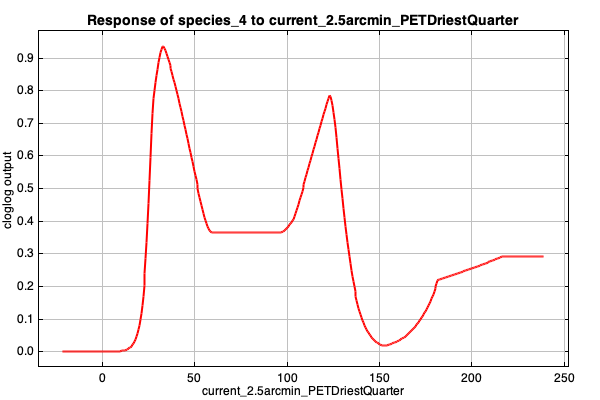 Response of species_4 to current_2.5arcmin_PETDriestQuarter
cloglog output
0.9
0.8
0.7
0.6
0.5
0.4
0.3
0.2
0.1
0.0
0 50 100 150 200 250
current_2.5arcmin_PETDriestQuarter